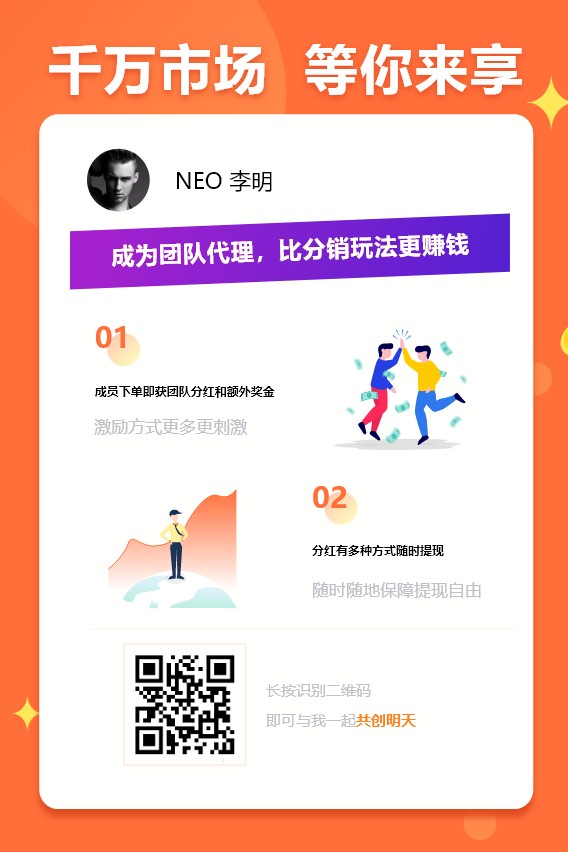 千万市场 等你来享
NEO 李明
成为团队代理，比分销玩法更赚钱
01
成员下单即获团队分红和额外奖金
激励方式更多更刺激
02
分红有多种方式随时提现
随时随地保障提现自由
长按识别二维码
即可与我一起共创明天